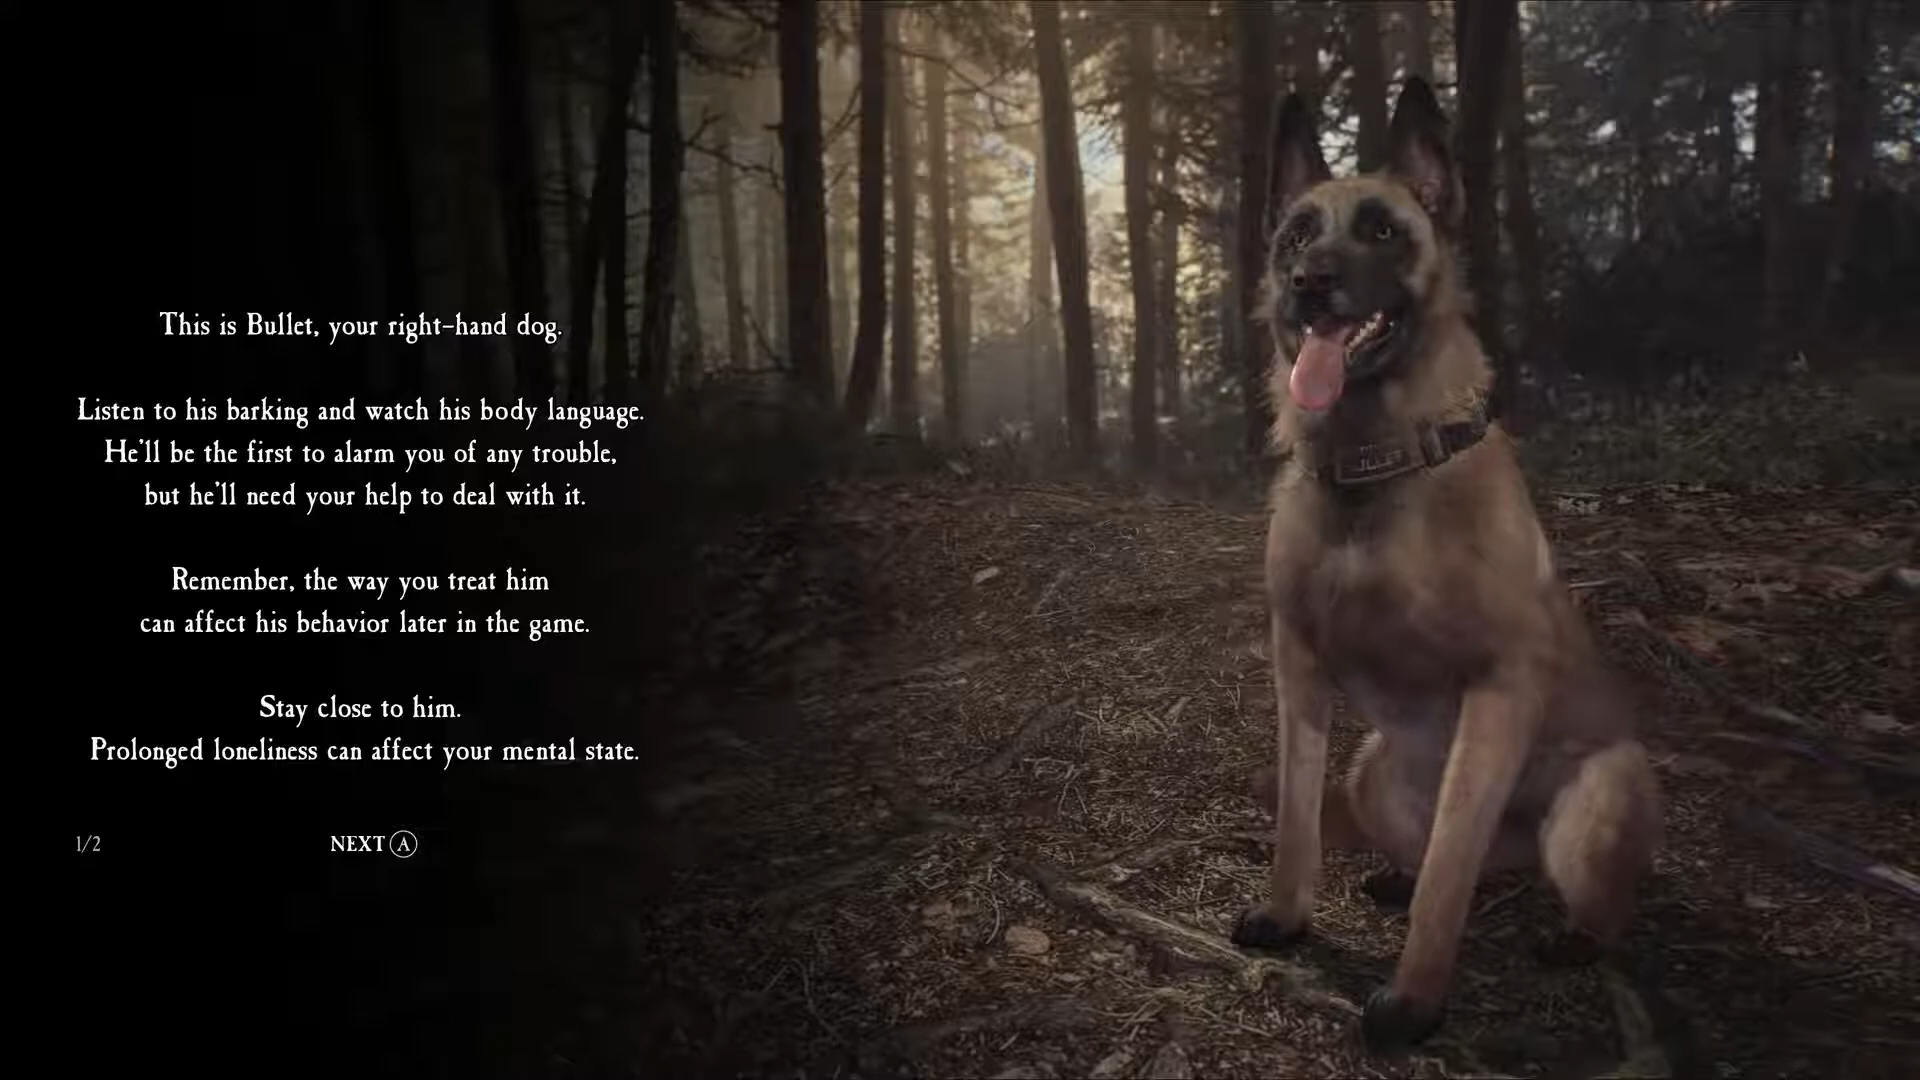 This is Bullet, your right-hand dog.
Listen to his barking and watch his body language.
He'll be the first to alarm you of any trouble,
but he'll need your help to deal with it.
Remember, the way you treat him
can affect his behavior later in the game.
Stay close to him.
Prolonged loneliness can affect your mental state.
1/2
NEXT A